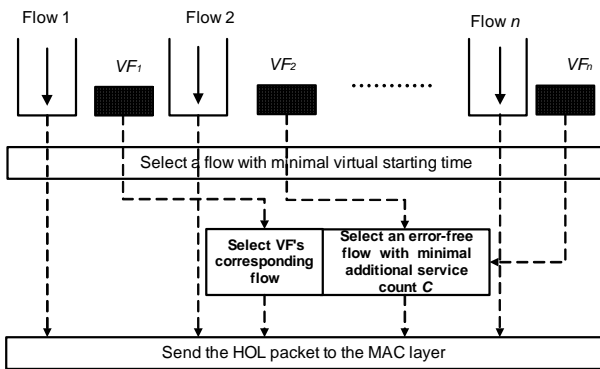 Flow 1
Flow 2
Flow n
VF1
VF2
VFn
Select a flow with minimal virtual starting time
Select VF's
corresponding
flow
Select an error-free
flow with minimal
additional service
count C
Send the HOL packet to the MAC layer